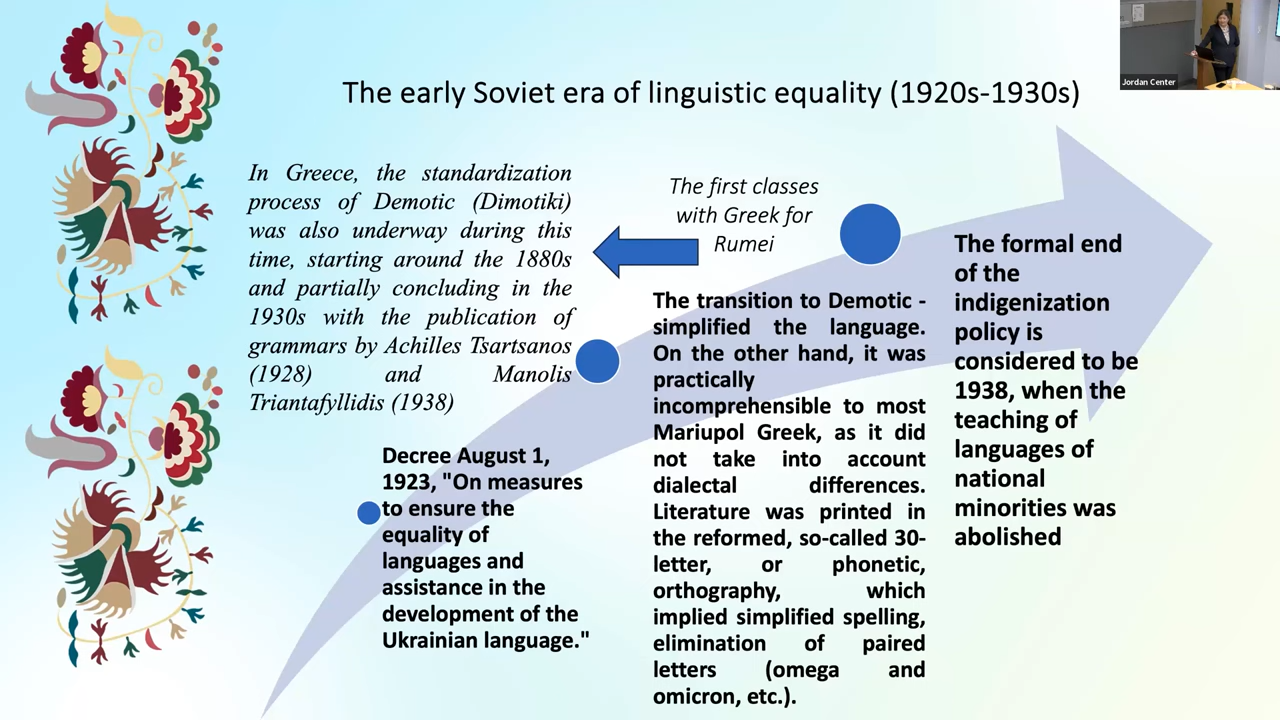 The early Soviet era of linguistic equality (1920s-1930s)
In Greece, the standardization
process of Demotic (Dimotiki)
was also underway during this
time, starting around the 1880s
and partially concluding in the
1930s with the publication of
grammars by Achilles Tsartsanos
(1928) and Manolis
Triantafyllidis (1938)
Decree August 1,
1923, "On measures
to ensure the
equality of
languages and
assistance in the
development of the
Ukrainian language."
The first classes
with Greek for
Rumei
The transition to Demotic -
simplified the language.
On the other hand, it was
practically
incomprehensible to most
Mariupol Greek, as it did
not take into account
dialectal differences.
Literature was printed in
the reformed, so-called 30-
letter, or phonetic,
orthography, which
implied simplified spelling,
elimination of paired
letters (omega and
omicron, etc.).
The formal end
of the
indigenization
policy is
considered to be
1938, when the
teaching of
languages of
national
minorities was
abolished
Jordan Center